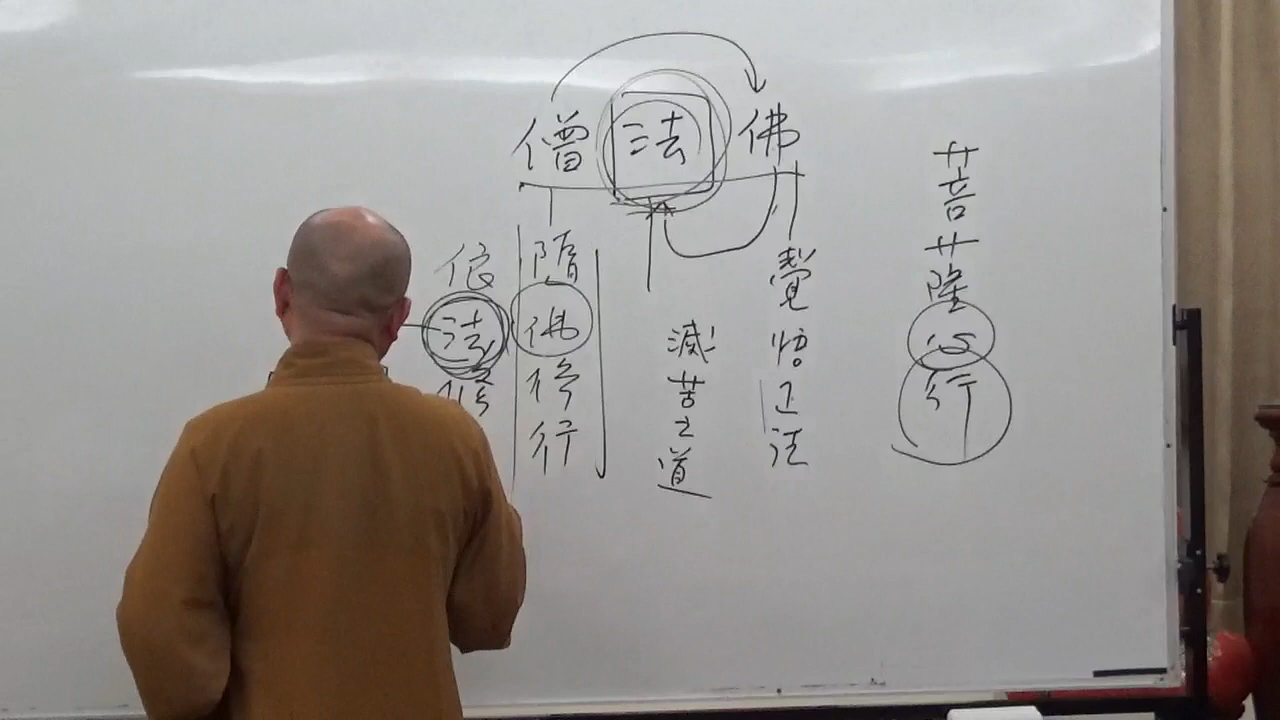 菩薩心行
佛 法 僧
覺悟正法
滅苦之道
隨佛修行
依法修